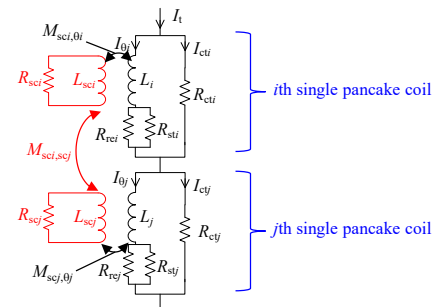 I_t
M_sci,θi
I_θi
I_cti
R_sci
L_sci
L_i
R_cti
ith single pancake coil
R_rei
R_sti
M_sci,scj
I_θj
I_ctj
R_scj
L_scj
L_j
R_ctj
jth single pancake coil
M_scj,θj
R_rej
R_stj